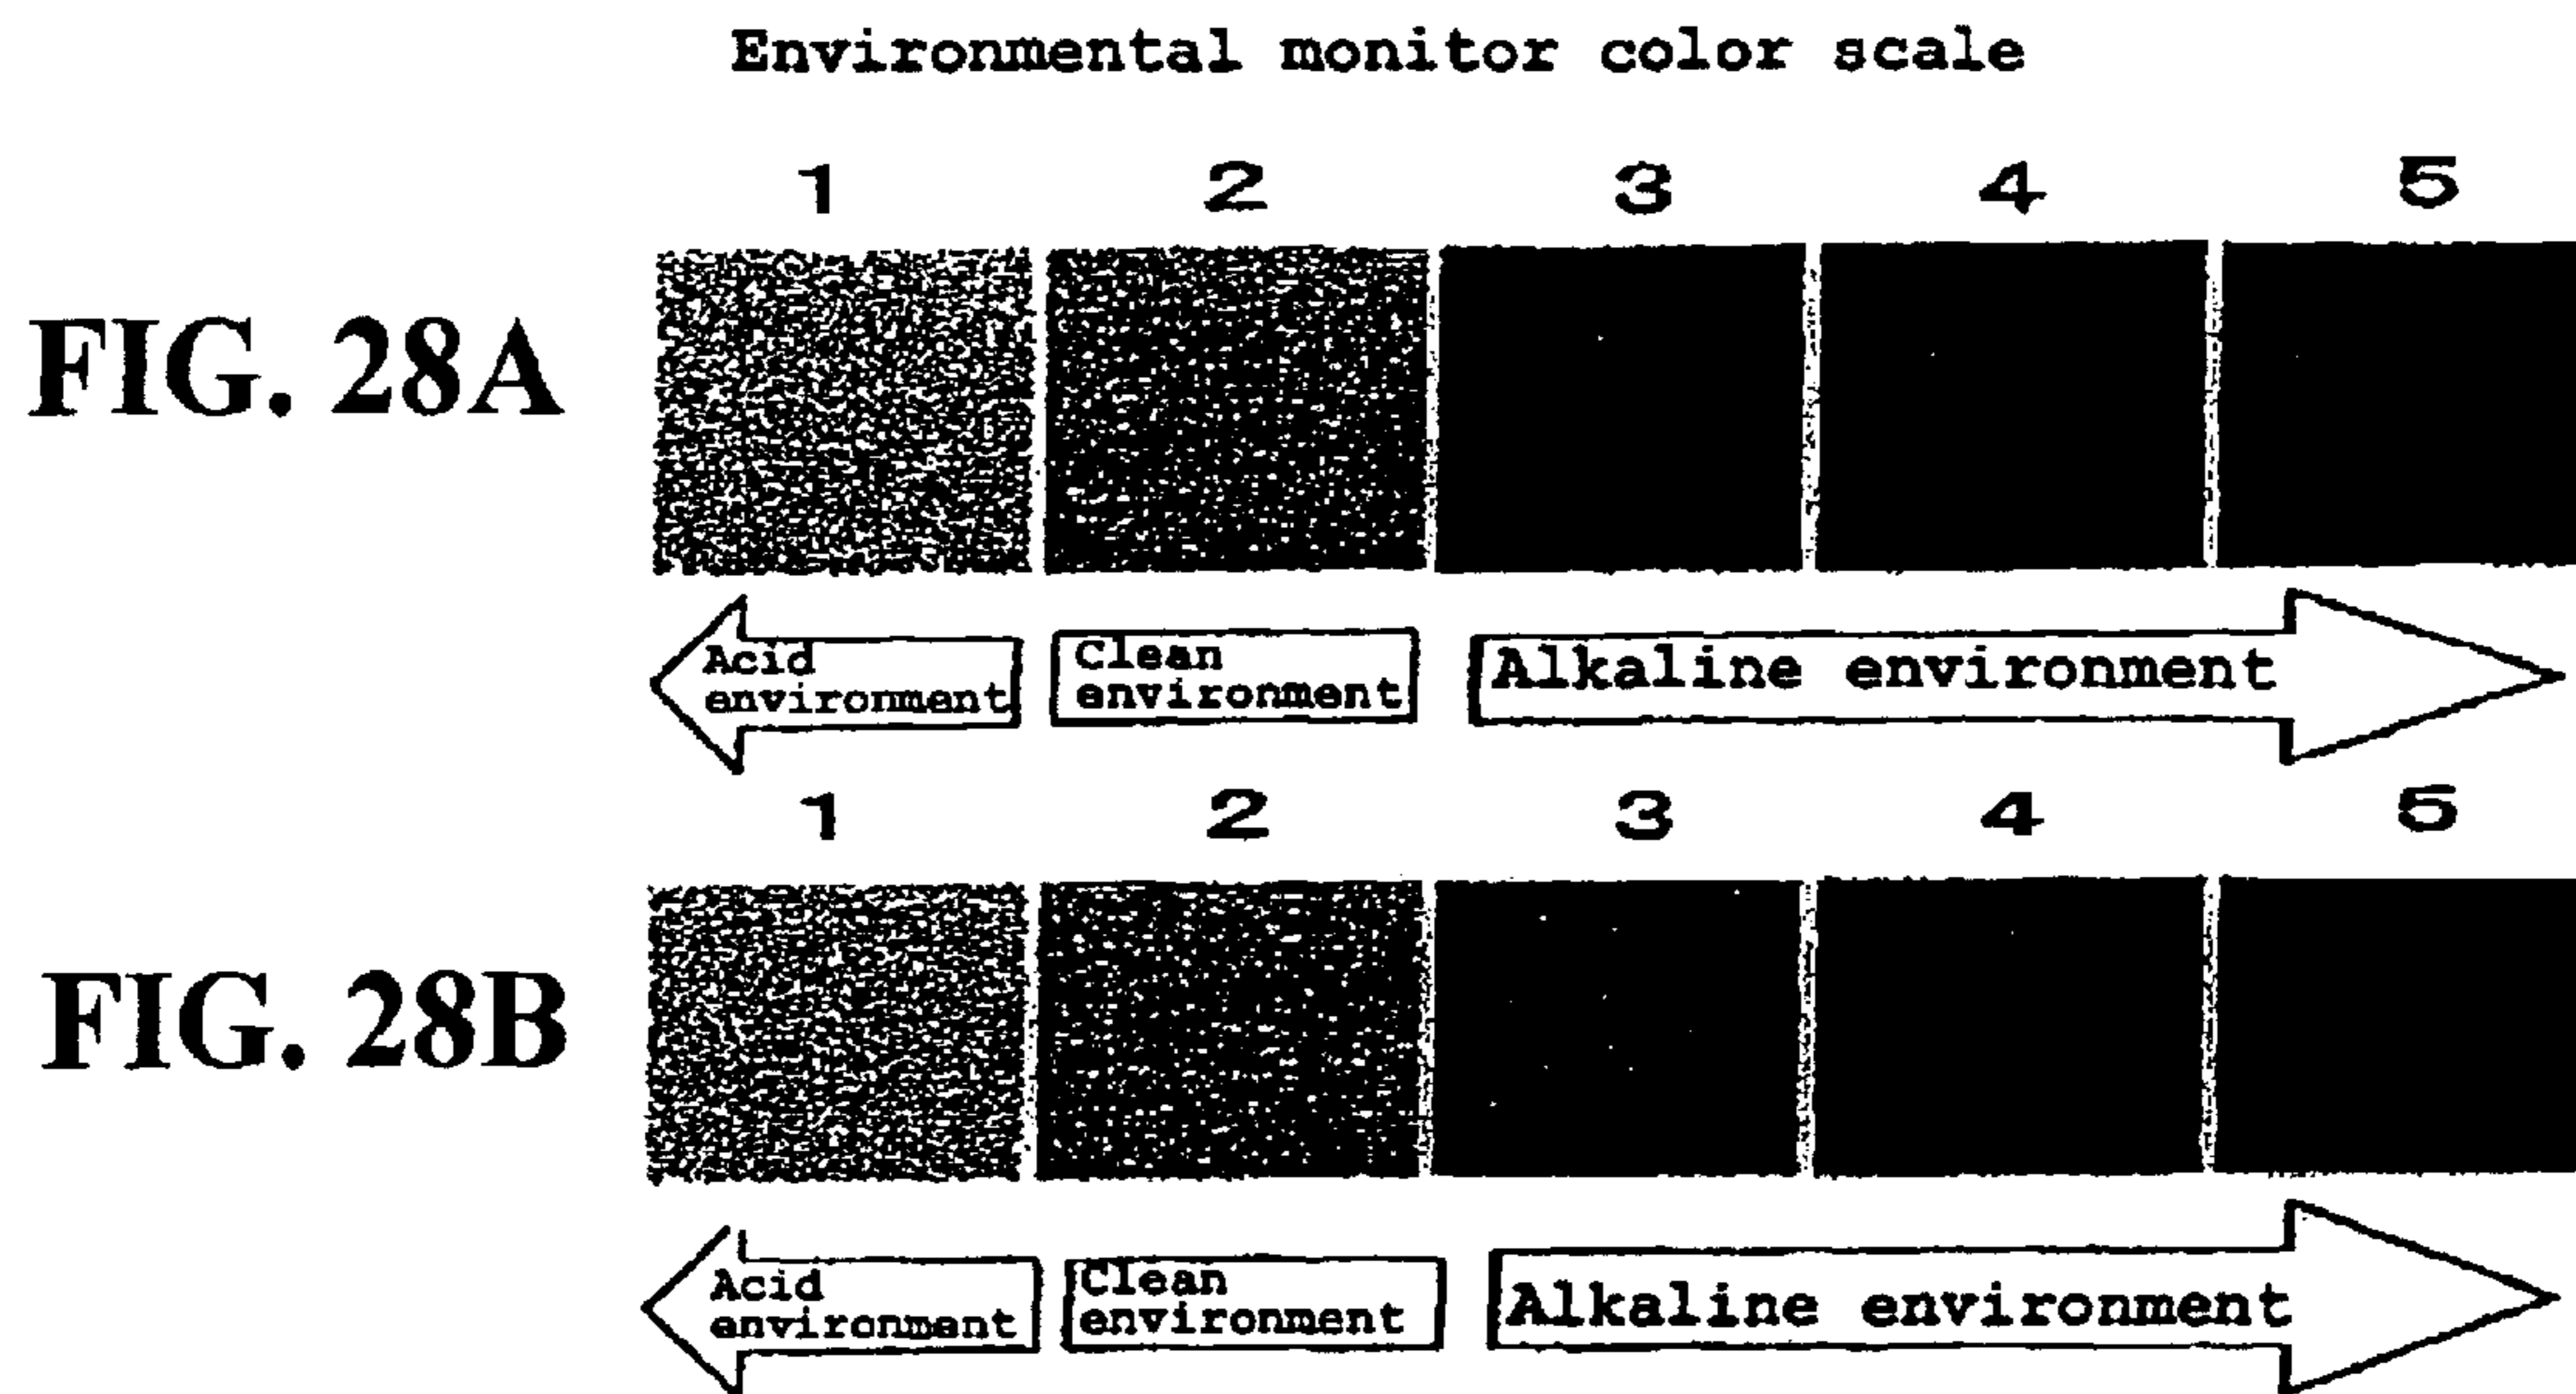 Environmental monitor color scale
1 2 3 4 5
FIG. 28A
Acid environment
Clean environment
Alkaline environment
1 2 3 4 5
FIG. 28B
Acid environment
Clean environment
Alkaline environment